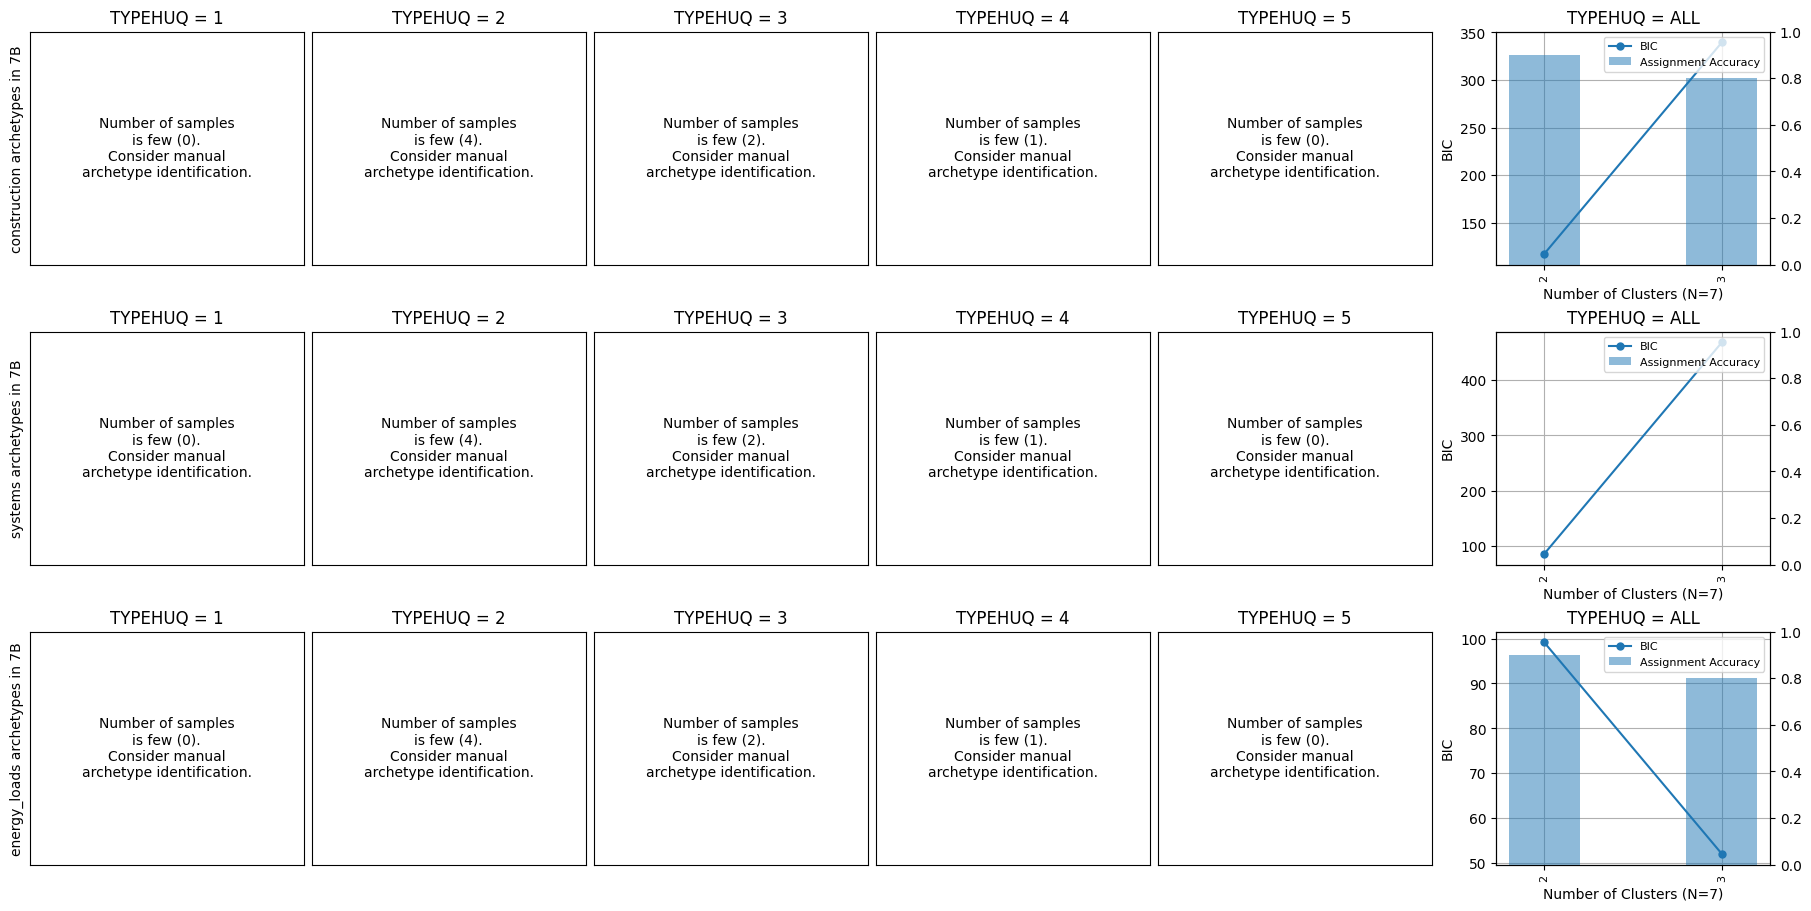 TYPEHUQ = 1
TYPEHUQ = 2
TYPEHUQ = 3
TYPEHUQ = 4
TYPEHUQ = 5
TYPEHUQ = ALL
construction archetypes in 7B
Number of samples
is few (0).
Consider manual
archetype identification.
Number of samples
is few (4).
Consider manual
archetype identification.
Number of samples
is few (2).
Consider manual
archetype identification.
Number of samples
is few (1).
Consider manual
archetype identification.
Number of samples
is few (0).
Consider manual
archetype identification.
BIC
350
300
250
200
150
BIC
Assignment Accuracy
1.0
0.8
0.6
0.4
0.2
0.0
2
3
Number of Clusters (N=7)
TYPEHUQ = 1
TYPEHUQ = 2
TYPEHUQ = 3
TYPEHUQ = 4
TYPEHUQ = 5
TYPEHUQ = ALL
systems archetypes in 7B
Number of samples
is few (0).
Consider manual
archetype identification.
Number of samples
is few (4).
Consider manual
archetype identification.
Number of samples
is few (2).
Consider manual
archetype identification.
Number of samples
is few (1).
Consider manual
archetype identification.
Number of samples
is few (0).
Consider manual
archetype identification.
BIC
400
300
200
100
BIC
Assignment Accuracy
1.0
0.8
0.6
0.4
0.2
0.0
2
3
Number of Clusters (N=7)
TYPEHUQ = 1
TYPEHUQ = 2
TYPEHUQ = 3
TYPEHUQ = 4
TYPEHUQ = 5
TYPEHUQ = ALL
energy_loads archetypes in 7B
Number of samples
is few (0).
Consider manual
archetype identification.
Number of samples
is few (4).
Consider manual
archetype identification.
Number of samples
is few (2).
Consider manual
archetype identification.
Number of samples
is few (1).
Consider manual
archetype identification.
Number of samples
is few (0).
Consider manual
archetype identification.
BIC
100
90
80
70
60
50
BIC
Assignment Accuracy
1.0
0.8
0.6
0.4
0.2
0.0
2
3
Number of Clusters (N=7)